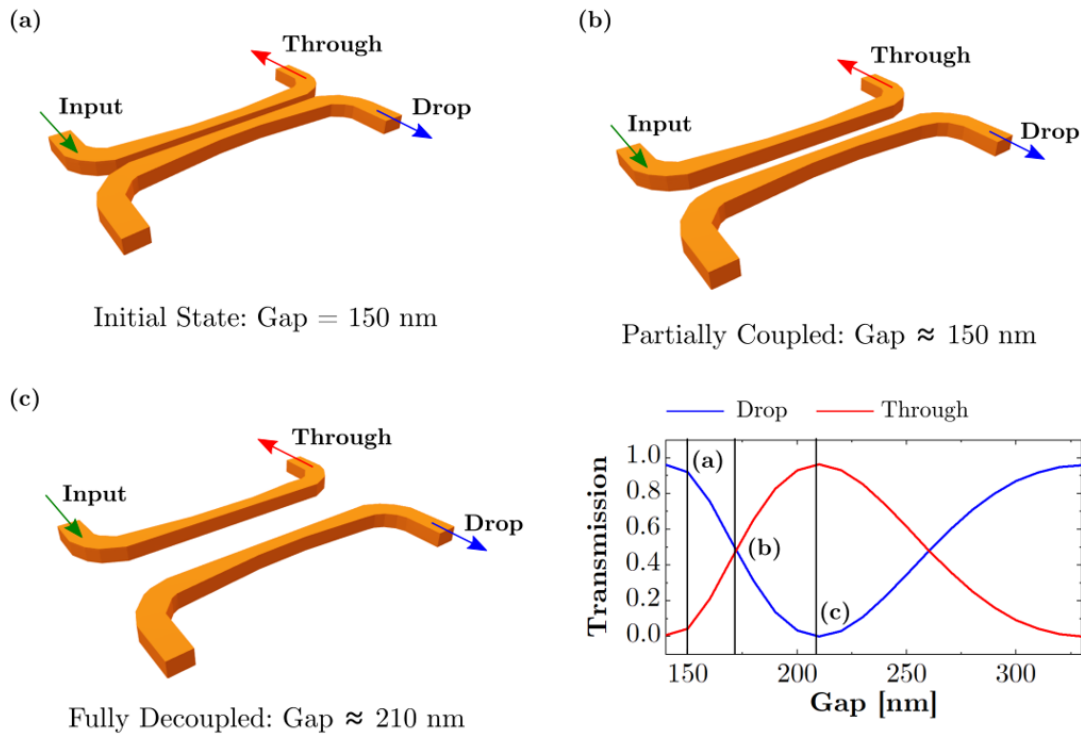 (a)
Through
Input
Drop
Initial State: Gap = 150 nm
(b)
Through
Input
Drop
Partially Coupled: Gap ≈ 150 nm
(c)
Through
Input
Drop
Fully Decoupled: Gap ≈ 210 nm
Drop Through
Transmission
1.0
0.8
0.6
0.4
0.2
0.0
(a)
(b)
(c)
150 200 250 300
Gap [nm]